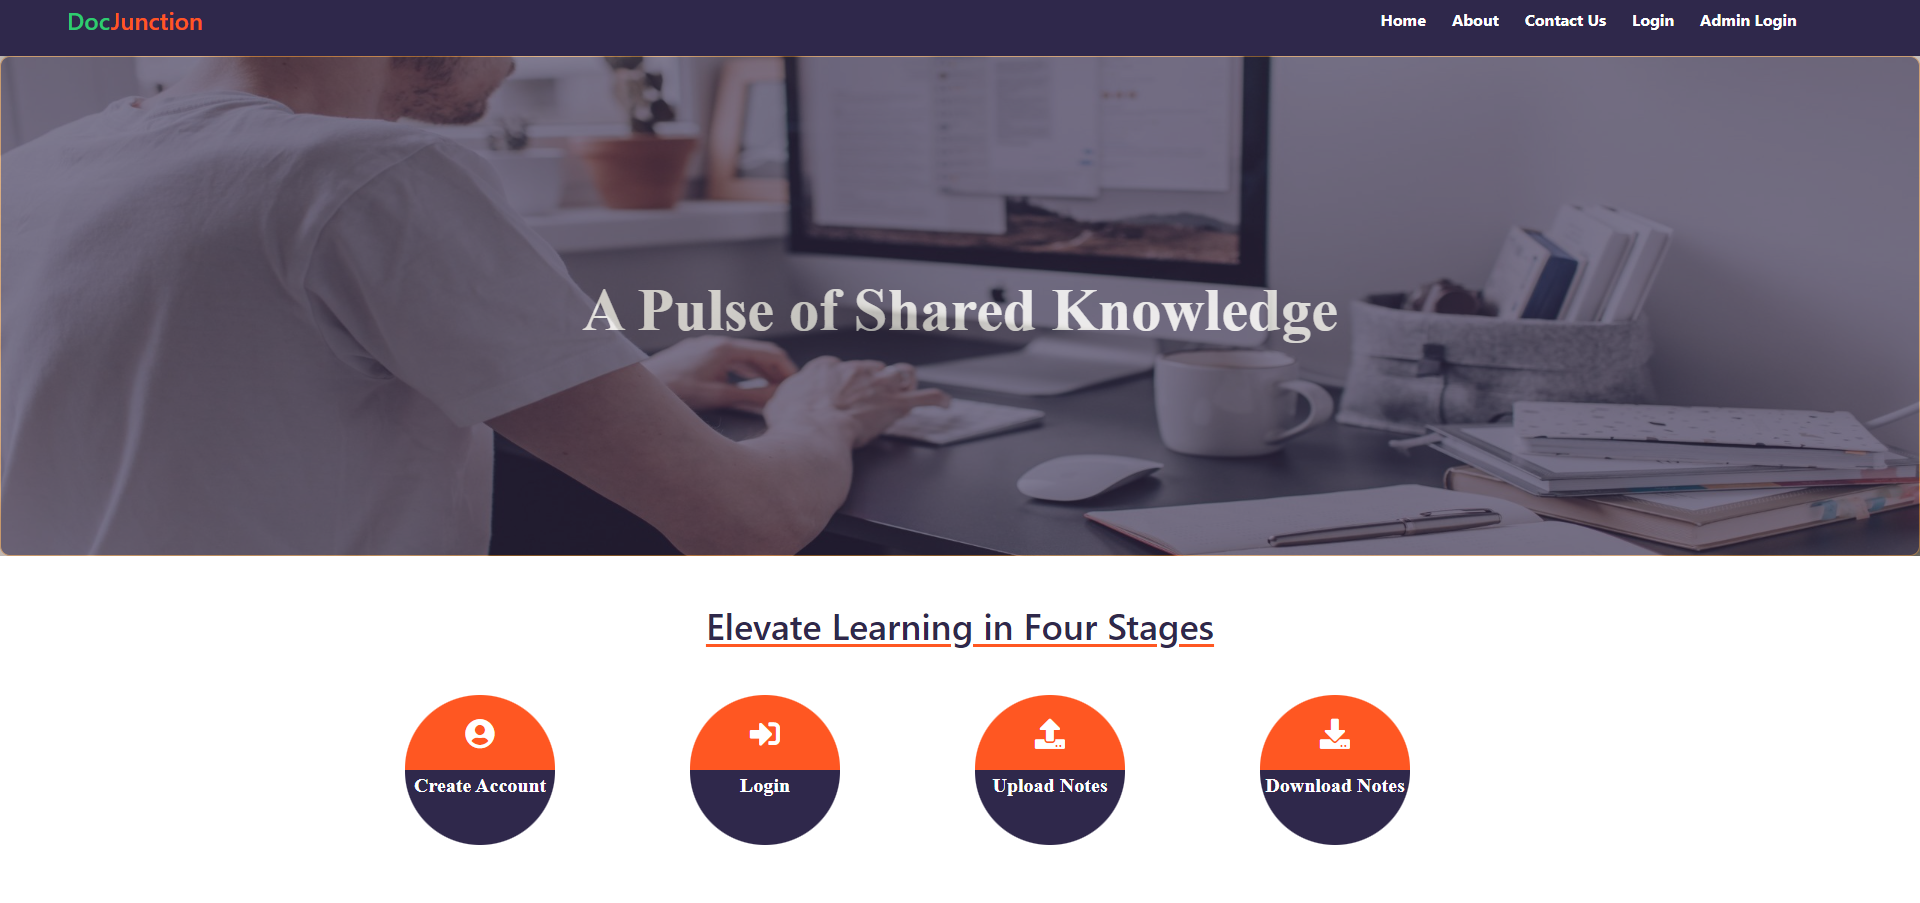 DocJunction
Home About Contact Us Login Admin Login
A Pulse of Shared Knowledge
Elevate Learning in Four Stages
Create Account
Login
Upload Notes
Download Notes